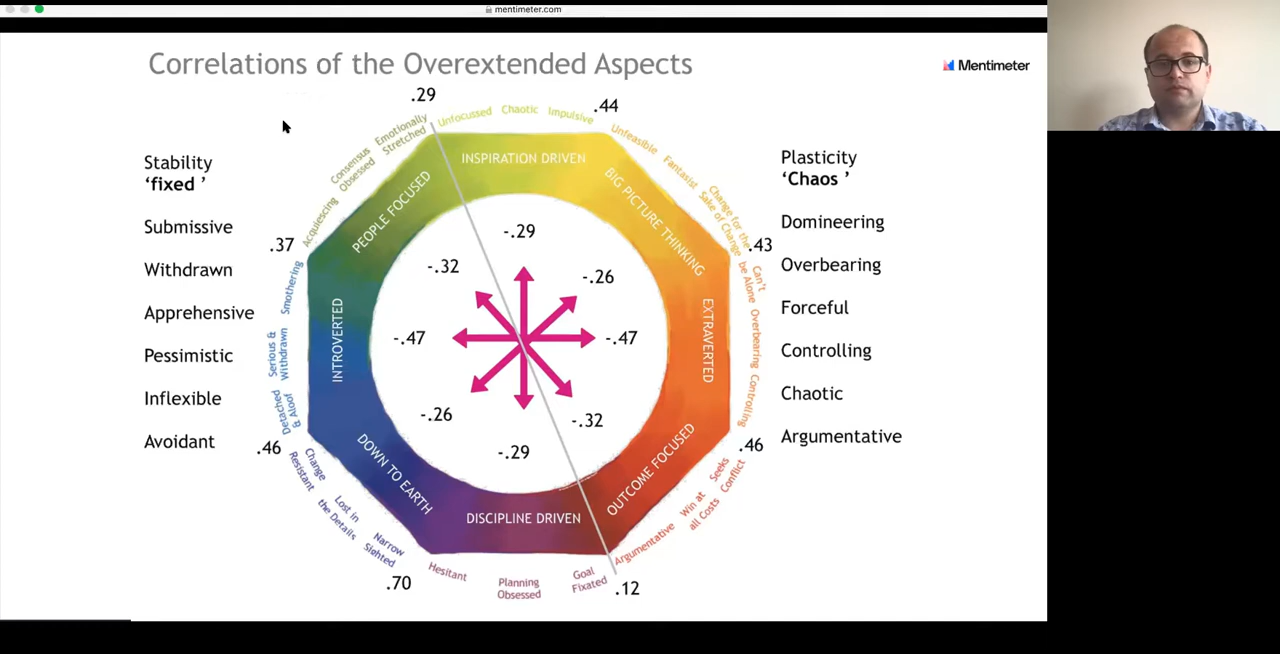 mentimeter.com
Correlations of the Overextended Aspects
Mentimeter
Stability
‘fixed ’
Submissive
Withdrawn
Apprehensive
Pessimistic
Inflexible
Avoidant
.29
.44
.37
.43
.46
.46
.70
.12
Unfocussed Chaotic Impulsive
Unfeasible
Fantasist
Change for the
Sake of Change
Can't
be Alone
Overbearing
Controlling
Seeks
Conflict
Win at
all Costs
Argumentative
Goal
Fixated
Planning
Obsessed
Hesitant
Narrow
Sighted
Lost in
the Details
Change
Resistant
Detached
& Aloof
Serious &
Withdrawn
Smothering
Acquiescing
Consensus
Obsessed
Emotionally
Stretched
INSPIRATION DRIVEN
BIG PICTURE THINKING
EXTRAVERTED
OUTCOME FOCUSED
DISCIPLINE DRIVEN
DOWN TO EARTH
INTROVERTED
PEOPLE FOCUSED
-.29
-.32
-.26
-.47
-.47
-.26
-.32
-.29
Plasticity
‘Chaos ’
Domineering
Overbearing
Forceful
Controlling
Chaotic
Argumentative